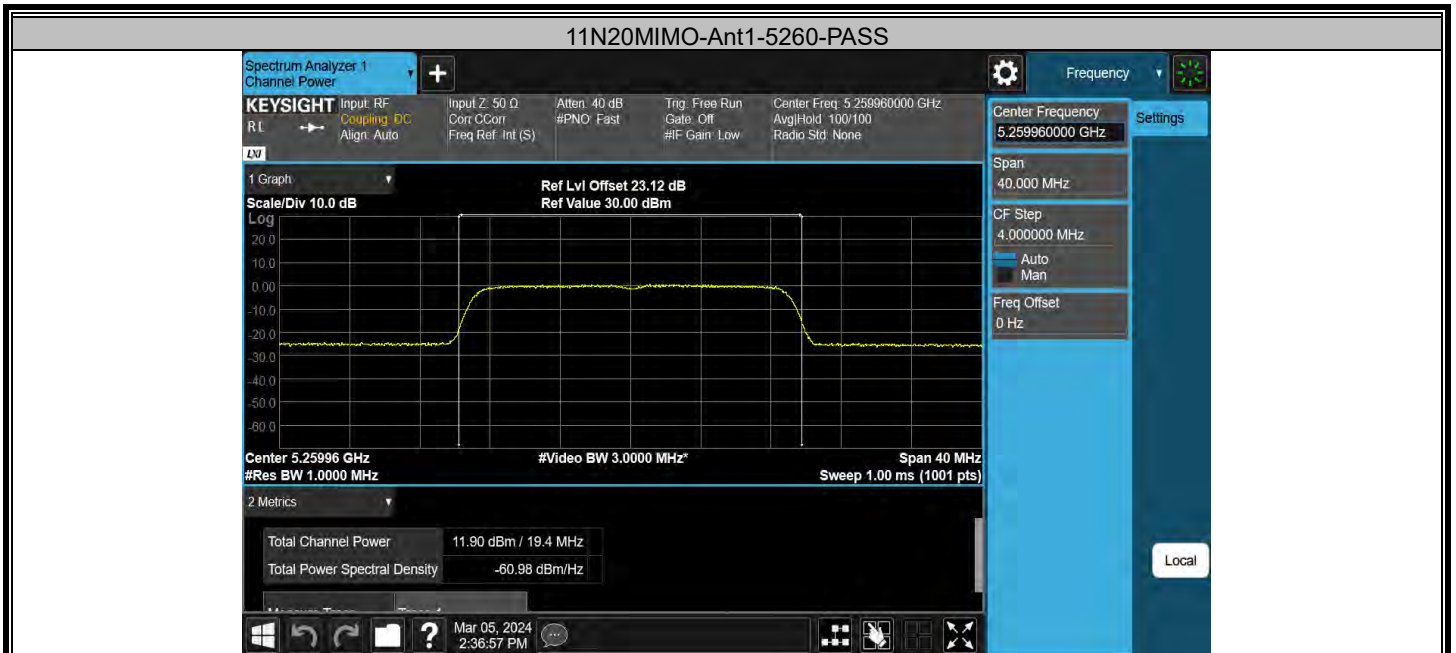 11N20MIMO-Ant1-5260-PASS
Spectrum Analyzer 1
Channel Power
Frequency
KEYSIGHT
RL
LXI
Input: RF
Coupling: DC
Align: Auto
Input Z: 50 Ω
Corr CCorr
Freq Ref: Int (S)
Atten: 40 dB
#PNO: Fast
Trig: Free Run
Gate: Off
#IF Gain: Low
Center Freq: 5.259960000 GHz
Avg|Hold: 100/100
Radio Std: None
Center Frequency
5.259960000 GHz
Settings
Span
40.000 MHz
CF Step
4.000000 MHz
Auto
Man
Freq Offset
0 Hz
Local
1 Graph
Scale/Div 10.0 dB
Ref Lvl Offset 23.12 dB
Ref Value 30.00 dBm
Log
20.0
10.0
0.00
-10.0
-20.0
-30.0
-40.0
-50.0
-60.0
Center 5.25996 GHz
#Video BW 3.0000 MHz*
Span 40 MHz
#Res BW 1.0000 MHz
Sweep 1.00 ms (1001 pts)
2 Metrics
Total Channel Power 11.90 dBm / 19.4 MHz
Total Power Spectral Density -60.98 dBm/Hz
Mar 05, 2024
2:36:57 PM